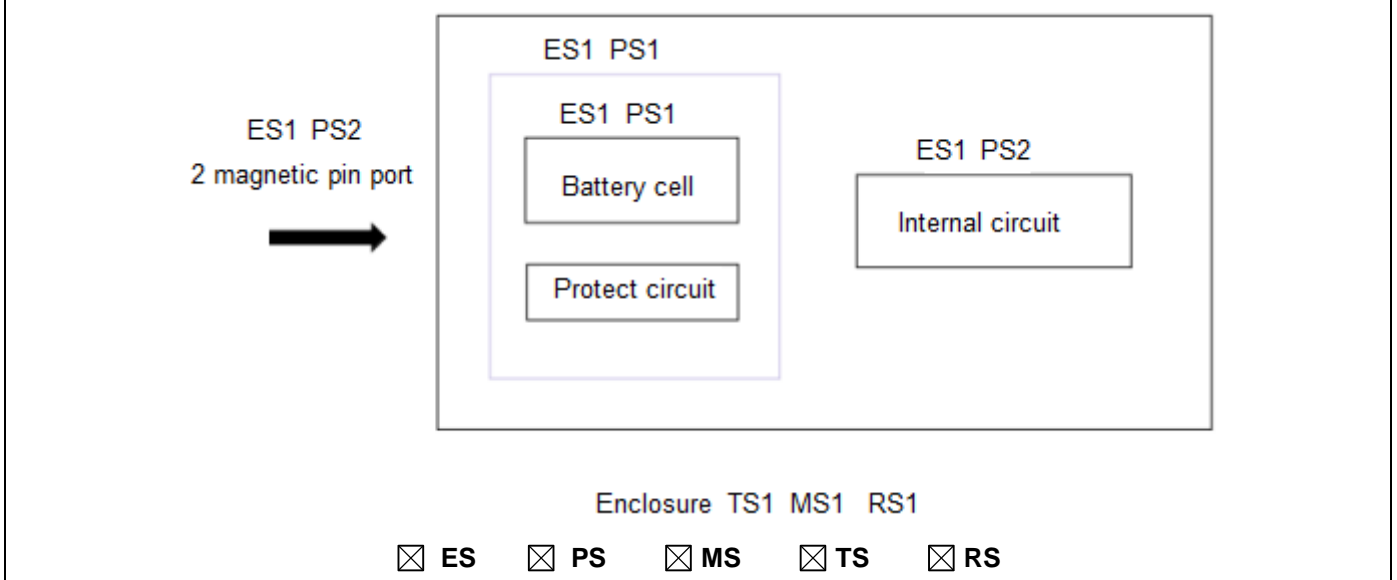 ES1 PS1
ES1 PS1
ES1 PS2
2 magnetic pin port
Battery cell
Protect circuit
ES1 PS2
Internal circuit
Enclosure TS1 MS1 RS1
☒ ES ☒ PS ☒ MS ☒ TS ☒ RS